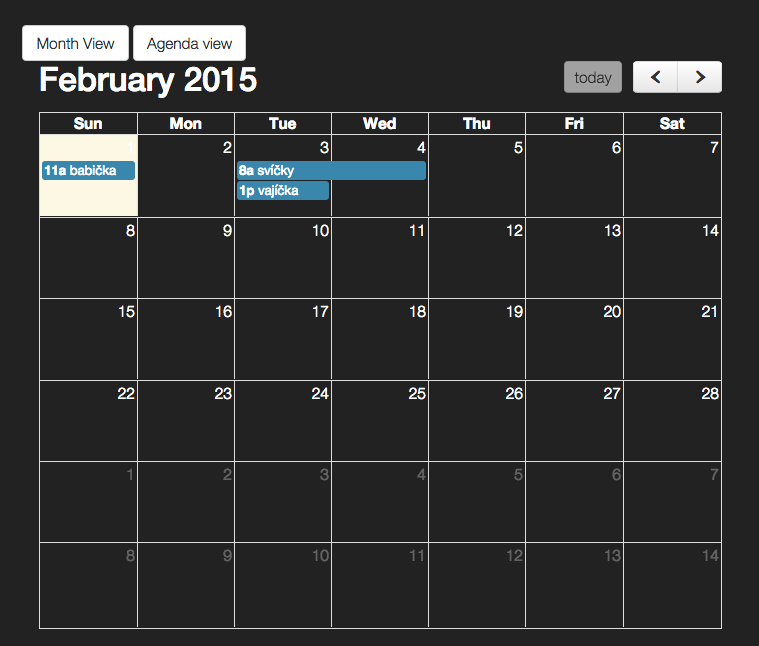 Month View Agenda view
February 2015 today
Sun Mon Tue Wed Thu Fri Sat
1 2 3 4 5 6 7
11a babička 8a svíčky
1p vajíčka
8 9 10 11 12 13 14
15 16 17 18 19 20 21
22 23 24 25 26 27 28
1 2 3 4 5 6 7
8 9 10 11 12 13 14